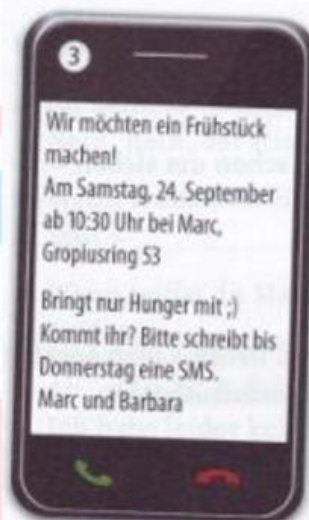 3
Wir möchten ein Frühstück
machen!
Am Samstag, 24. September
ab 10:30 Uhr bei Marc,
Gropiusring 53
Bringt nur Hunger mit ;)
Kommt ihr? Bitte schreibt bis
Donnerstag eine SMS.
Marc und Barbara